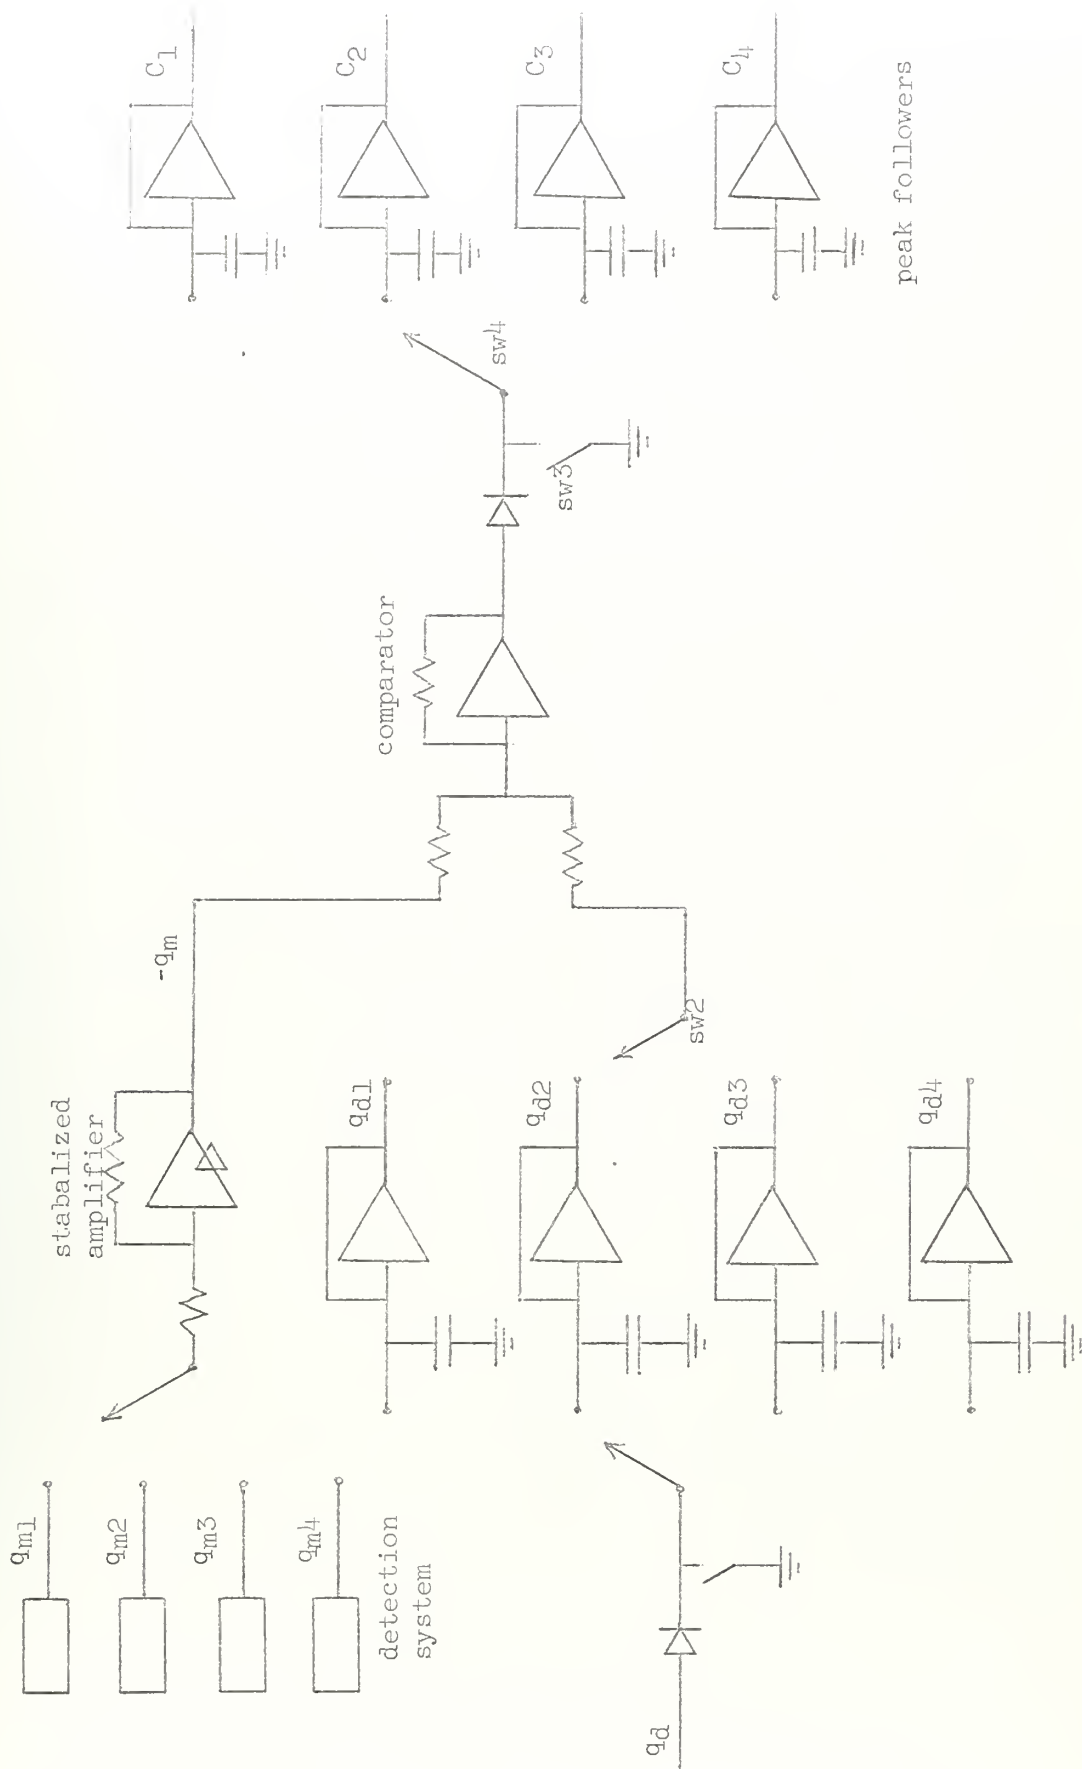 qm1
qm2
qm3
qm4
detection
system
stabalized
amplifier
-qm
qd
qd1
qd2
qd3
qd4
sw2
comparator
sw3
sw4
C1
C2
C3
C4
peak followers